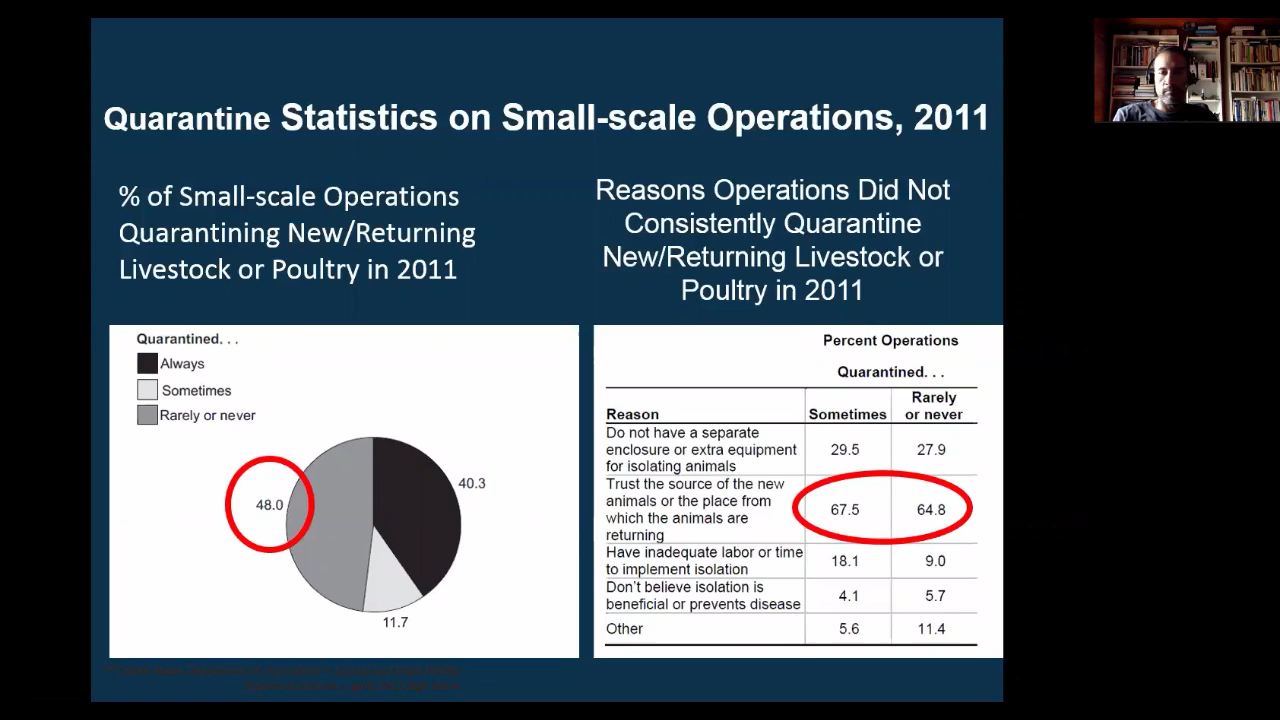 Quarantine Statistics on Small-scale Operations, 2011
% of Small-scale Operations
Quarantining New/Returning
Livestock or Poultry in 2011
Reasons Operations Did Not
Consistently Quarantine
New/Returning Livestock or
Poultry in 2011
Quarantined. . .
Always
Sometimes
Rarely or never
48.0
40.3
11.7
Percent Operations
Quarantined. . .
Reason
Sometimes
Rarely
or never
Do not have a separate
enclosure or extra equipment
for isolating animals
29.5
27.9
Trust the source of the new
animals or the place from
which the animals are
returning
67.5
64.8
Have inadequate labor or time
to implement isolation
18.1
9.0
Don't believe isolation is
beneficial or prevents disease
4.1
5.7
Other
5.6
11.4